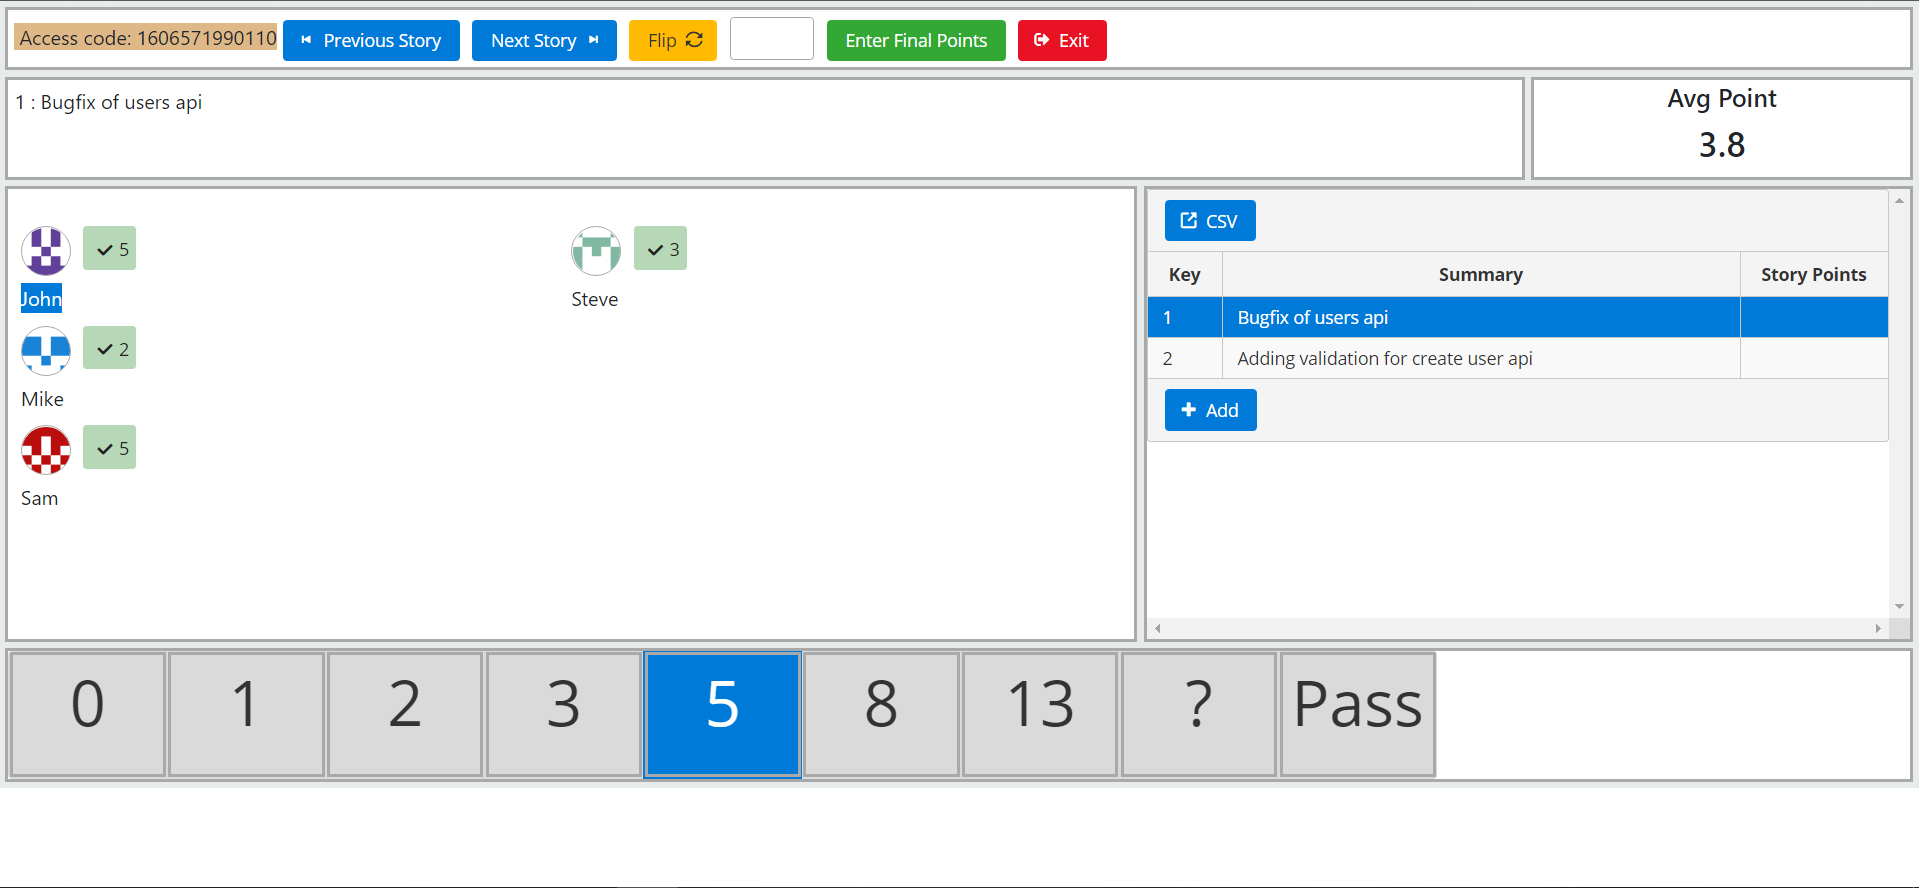 Access code: 1606571990110 Previous Story Next Story Flip Enter Final Points Exit
1 : Bugfix of users api
Avg Point
3.8
5
John
2
Mike
5
Sam
3
Steve
CSV
Key Summary Story Points
1 Bugfix of users api
2 Adding validation for create user api
Add
0 1 2 3 5 8 13 ? Pass